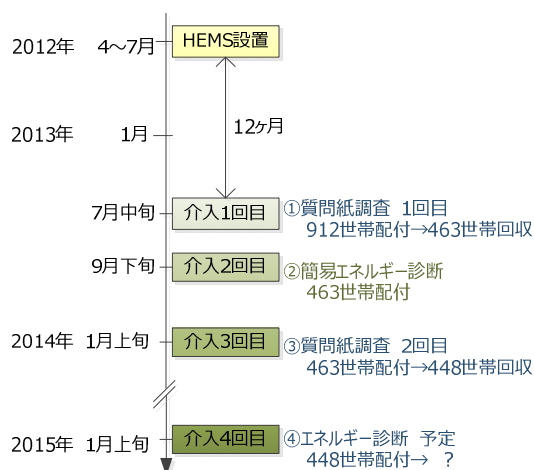 2012年 4～7月 HEMS設置
12ヶ月
2013年 1月
7月中旬 介入1回目 ①質問紙調査 1回目
912世帯配付→463世帯回収
9月下旬 介入2回目 ②簡易エネルギー診断
463世帯配付
2014年 1月上旬 介入3回目 ③質問紙調査 2回目
463世帯配付→448世帯回収
2015年 1月上旬 介入4回目 ④エネルギー診断 予定
448世帯配付→ ？